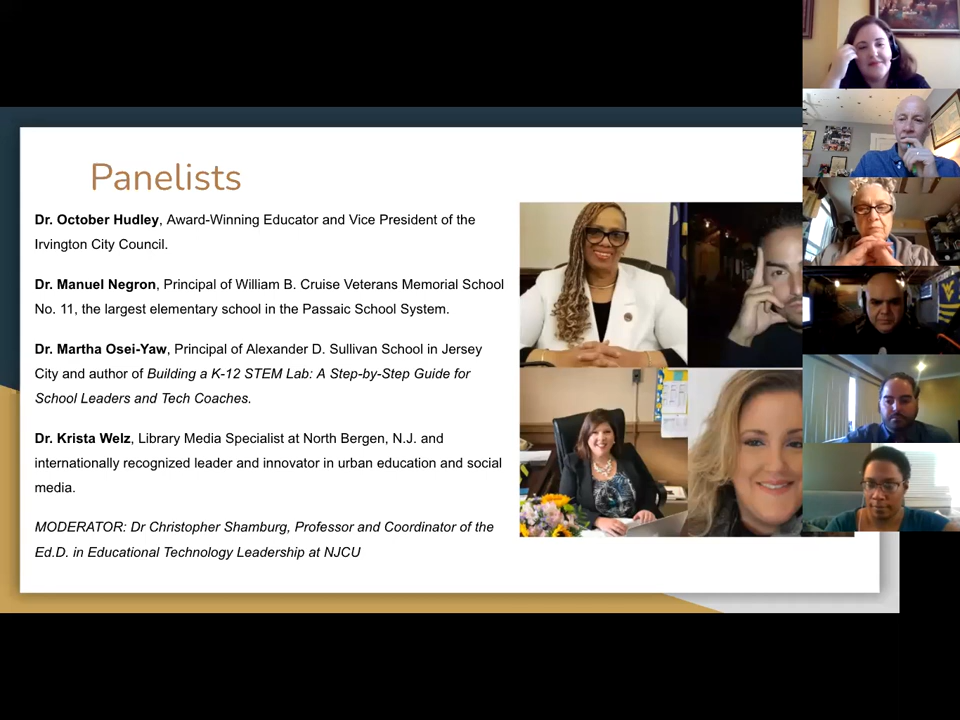 Panelists
Dr. October Hudley, Award-Winning Educator and Vice President of the
Irvington City Council.
Dr. Manuel Negron, Principal of William B. Cruise Veterans Memorial School
No. 11, the largest elementary school in the Passaic School System.
Dr. Martha Osei-Yaw, Principal of Alexander D. Sullivan School in Jersey
City and author of Building a K-12 STEM Lab: A Step-by-Step Guide for
School Leaders and Tech Coaches.
Dr. Krista Welz, Library Media Specialist at North Bergen, N.J. and
internationally recognized leader and innovator in urban education and social
media.
MODERATOR: Dr Christopher Shamburg, Professor and Coordinator of the
Ed.D. in Educational Technology Leadership at NJCU